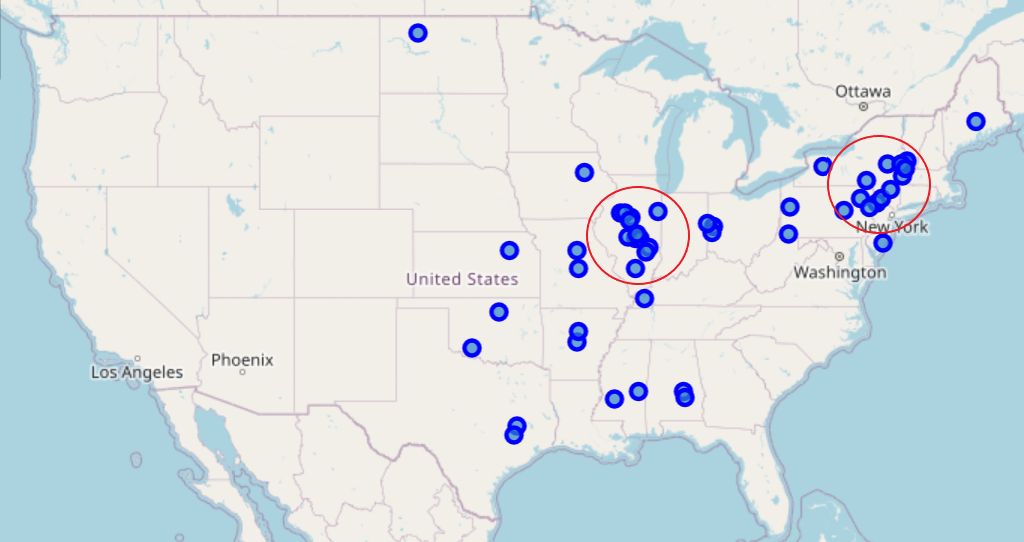 Ottawa
New York
Washington
United States
Phoenix
Los Angeles